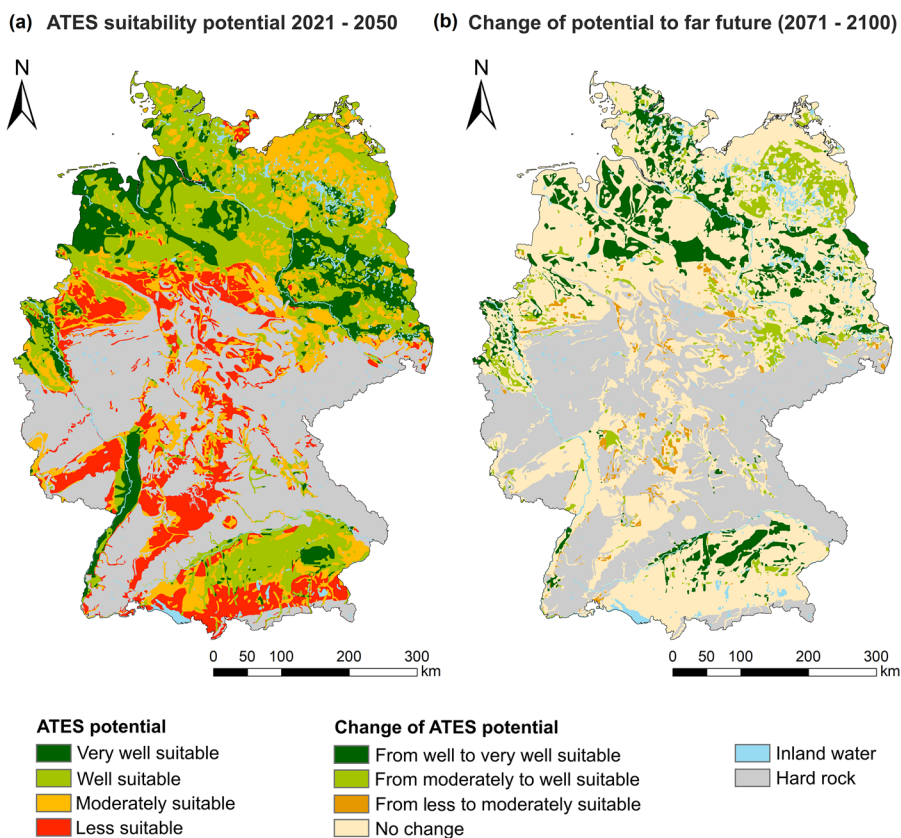 (a) ATES suitability potential 2021 - 2050
(b) Change of potential to far future (2071 - 2100)
N
N
0 50 100 200 300
km
0 50 100 200 300
km
ATES potential
Very well suitable
Well suitable
Moderately suitable
Less suitable
Change of ATES potential
From well to very well suitable
From moderately to well suitable
From less to moderately suitable
No change
Inland water
Hard rock